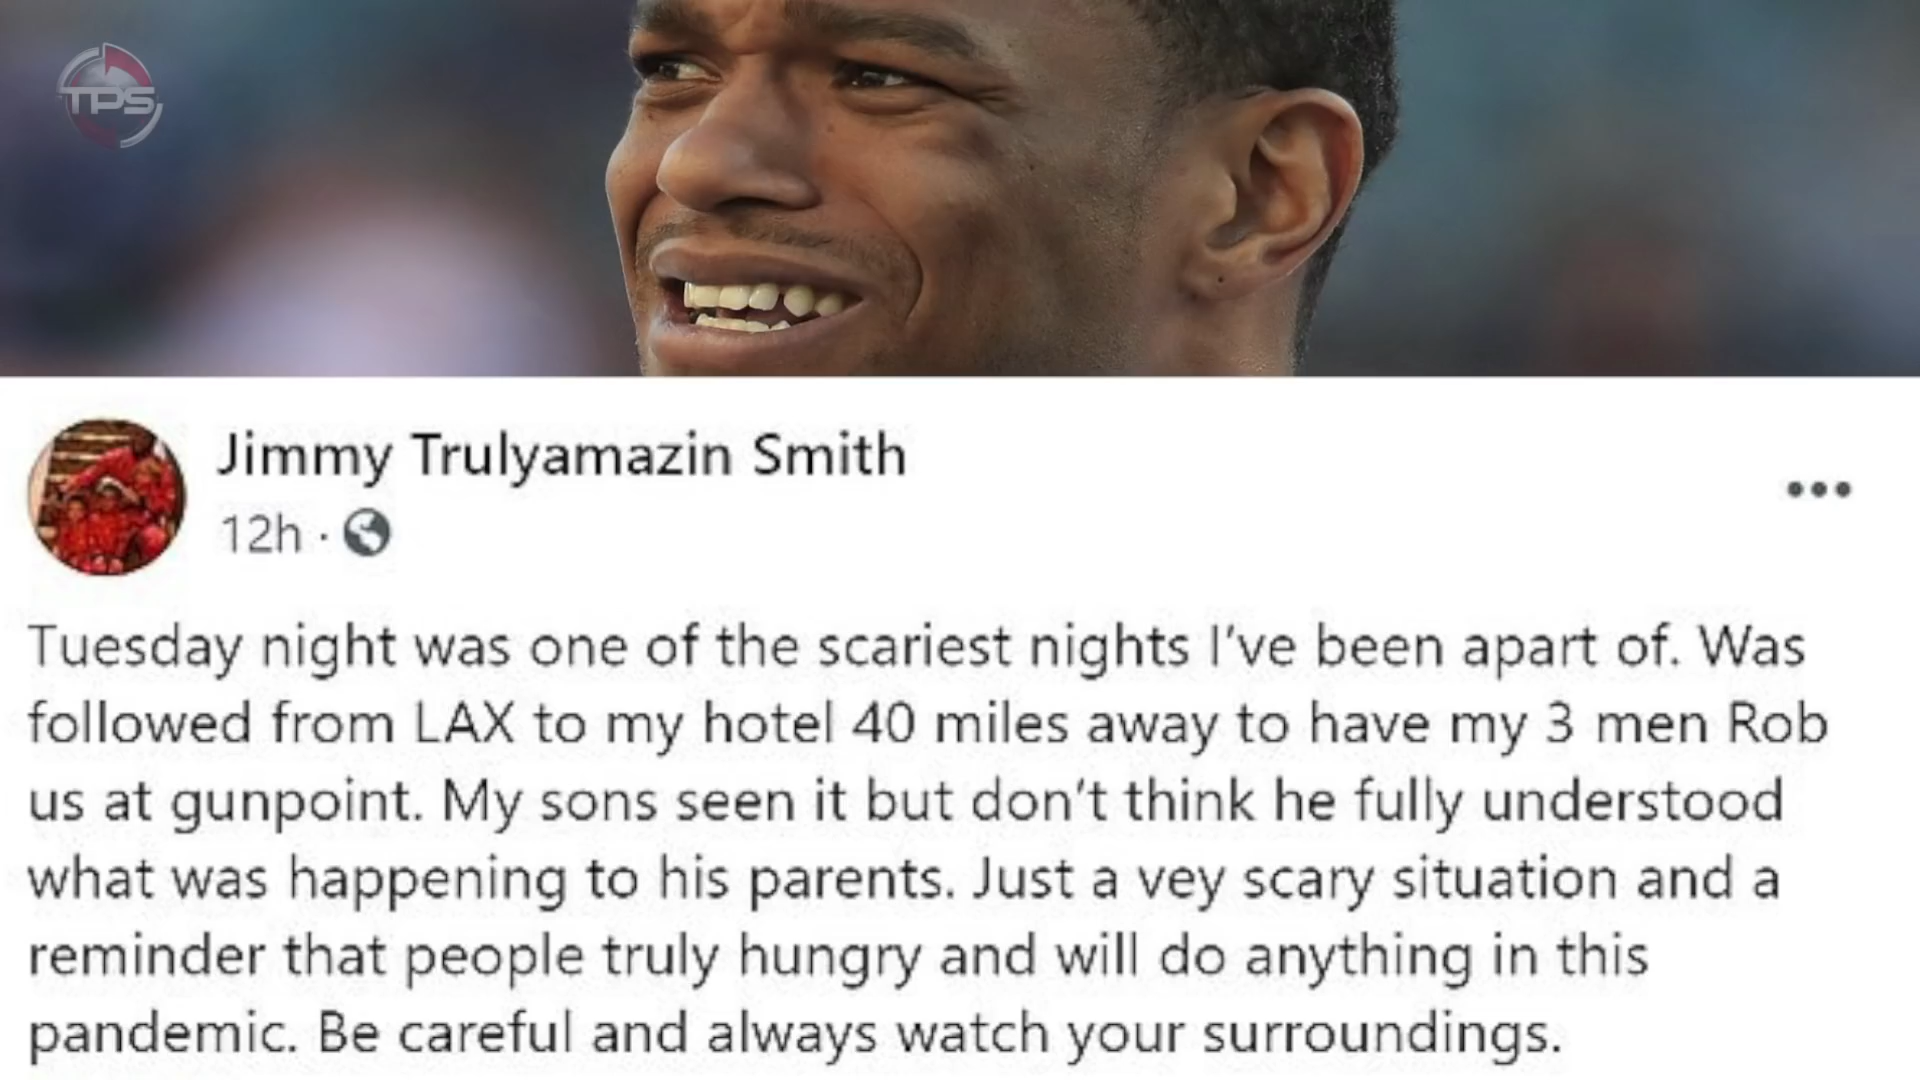 TPS
Jimmy Trulyamazin Smith
12h ·
Tuesday night was one of the scariest nights I've been apart of. Was
followed from LAX to my hotel 40 miles away to have my 3 men Rob
us at gunpoint. My sons seen it but don't think he fully understood
what was happening to his parents. Just a vey scary situation and a
reminder that people truly hungry and will do anything in this
pandemic. Be careful and always watch your surroundings.